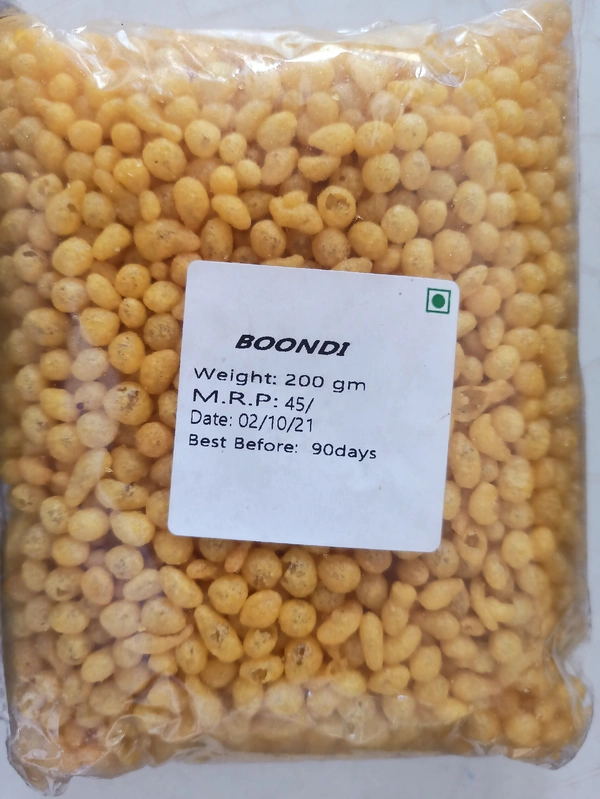 BOONDI
Weight: 200 gm
M.R.P: 45/
Date: 02/10/21
Best Before: 90days